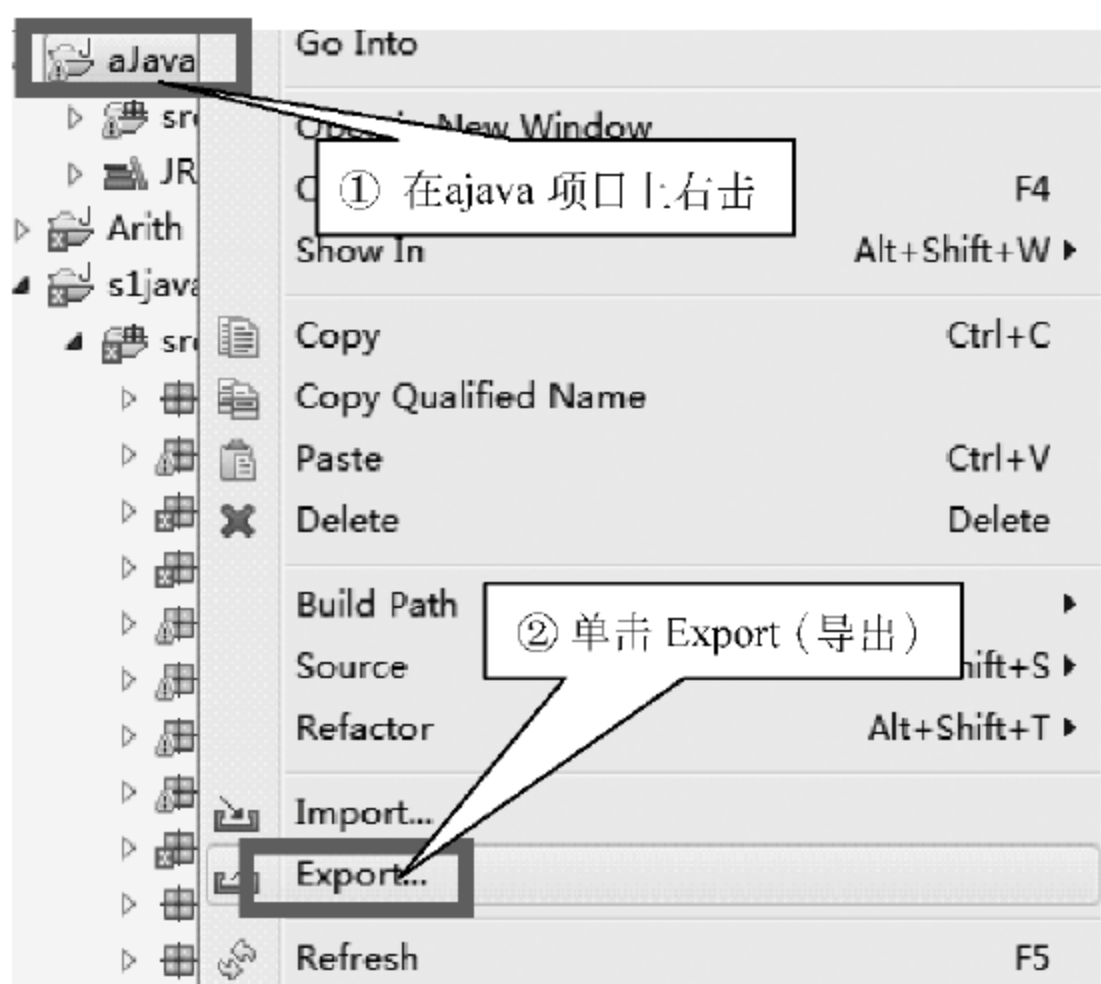 aJava
Go Into
New Window
① 在ajava 项目上右击
F4
JR
Arith
Show In Alt+Shift+W
s1java
Copy Ctrl+C
Copy Qualified Name
Paste Ctrl+V
Delete Delete
Build Path
② 单击 Export（导出）
Source hift+S
Refactor Alt+Shift+T
Import...
Export...
Refresh F5